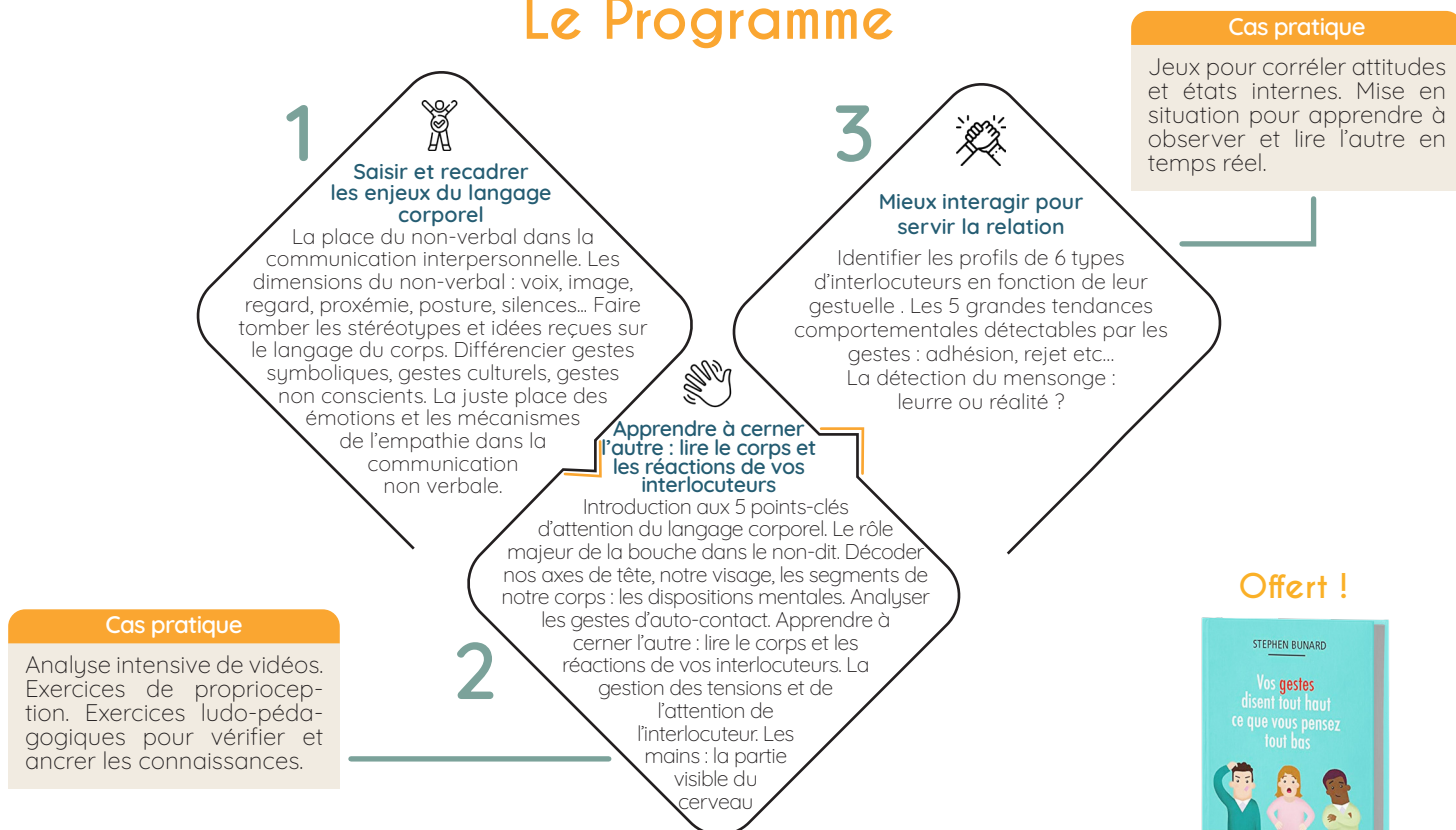 Le Programme
1
Saisir et recadrer
les enjeux du langage
corporel
La place du non-verbal dans la
communication interpersonnelle. Les
dimensions du non-verbal : voix, image,
regard, proxémie, posture, silences... Faire
tomber les stéréotypes et idées reçues sur
le langage du corps. Différencier gestes
symboliques, gestes culturels, gestes
non conscients. La juste place des
émotions et les mécanismes
de l'empathie dans la
communication
non verbale.
2
Apprendre à cerner
l'autre : lire le corps et
les réactions de vos
interlocuteurs
Introduction aux 5 points-clés
d'attention du langage corporel. Le rôle
majeur de la bouche dans le non-dit. Décoder
nos axes de tête, notre visage, les segments de
notre corps : les dispositions mentales. Analyser
les gestes d'auto-contact. Apprendre à
cerner l'autre : lire le corps et les
réactions de vos interlocuteurs. La
gestion des tensions et de
l'attention de
l'interlocuteur. Les
mains : la partie
visible du
cerveau
Cas pratique
Analyse intensive de vidéos.
Exercices de propriocep-
tion. Exercices ludo-péda-
gogiques pour vérifier et
ancrer les connaissances.
3
Mieux interagir pour
servir la relation
Identifier les profils de 6 types
d'interlocuteurs en fonction de leur
gestuelle . Les 5 grandes tendances
comportementales détectables par les
gestes : adhésion, rejet etc...
La détection du mensonge :
leurre ou réalité ?
Cas pratique
Jeux pour corréler attitudes
et états internes. Mise en
situation pour apprendre à
observer et lire l'autre en
temps réel.
Offert !
STEPHEN BUNARD
Vos gestes
disent tout haut
ce que vous pensez
tout bas